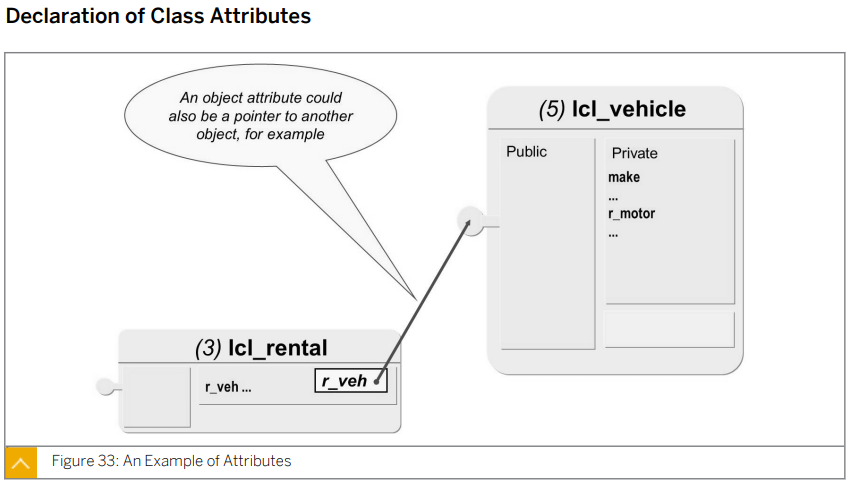 Declaration of Class Attributes
An object attribute could
also be a pointer to another
object, for example
(5) lcl_vehicle
Public
Private
make
...
r_motor
...
(3) lcl_rental
r_veh ...
r_veh
Figure 33: An Example of Attributes